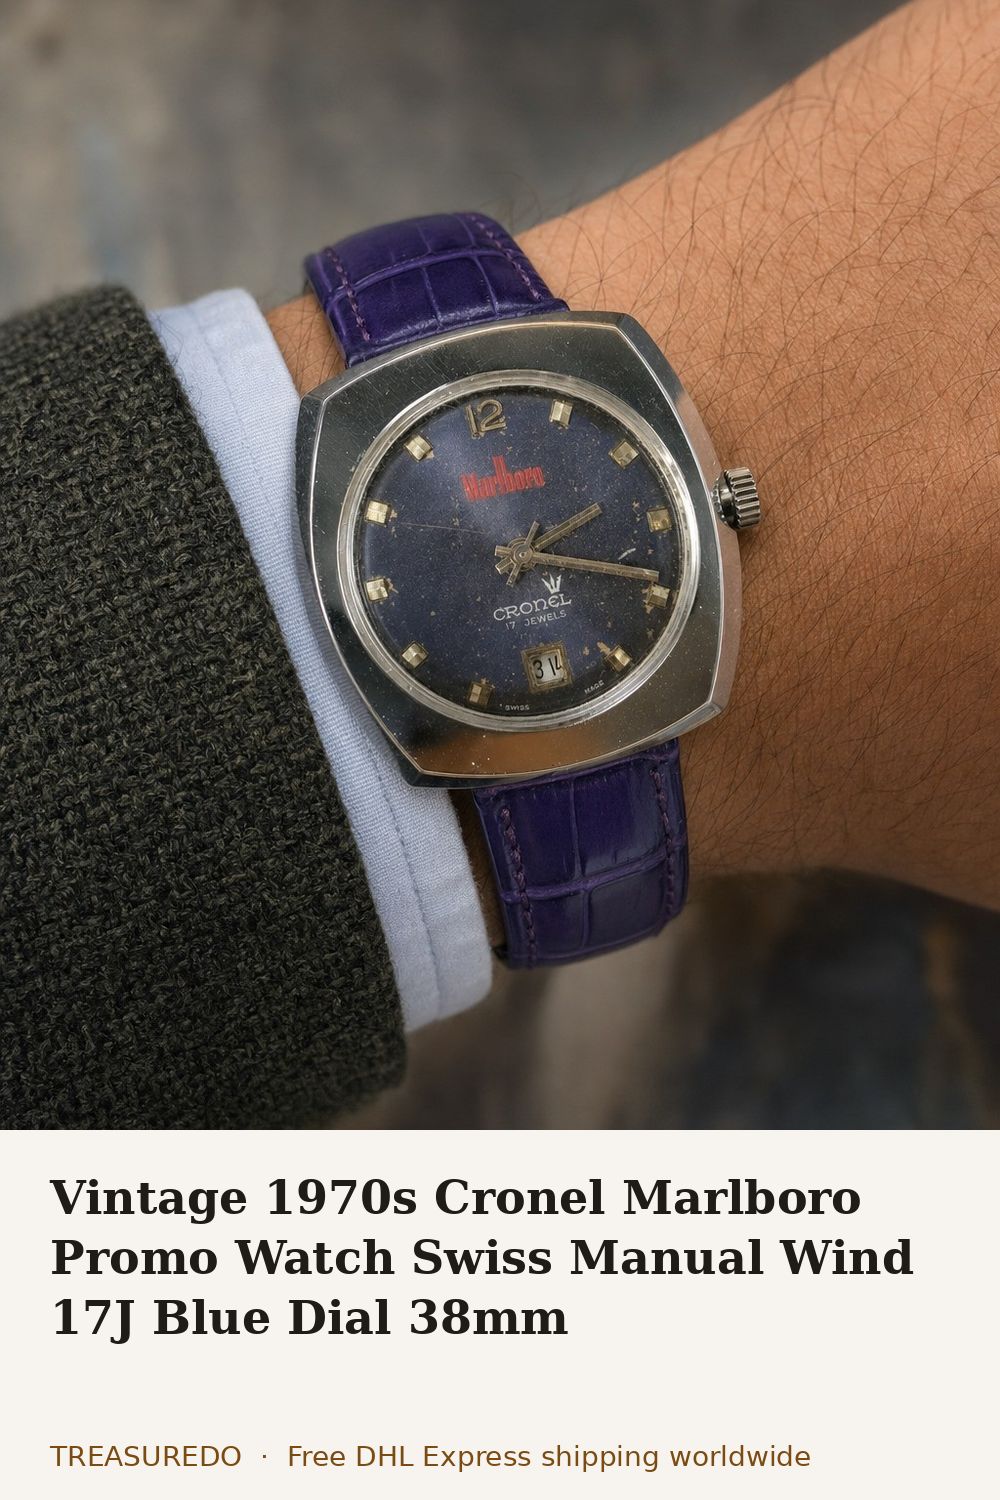 12
Marlboro
CRONEL
17 JEWELS
SWISS MADE
Vintage 1970s Cronel Marlboro
Promo Watch Swiss Manual Wind
17J Blue Dial 38mm
TREASUREDO · Free DHL Express shipping worldwide